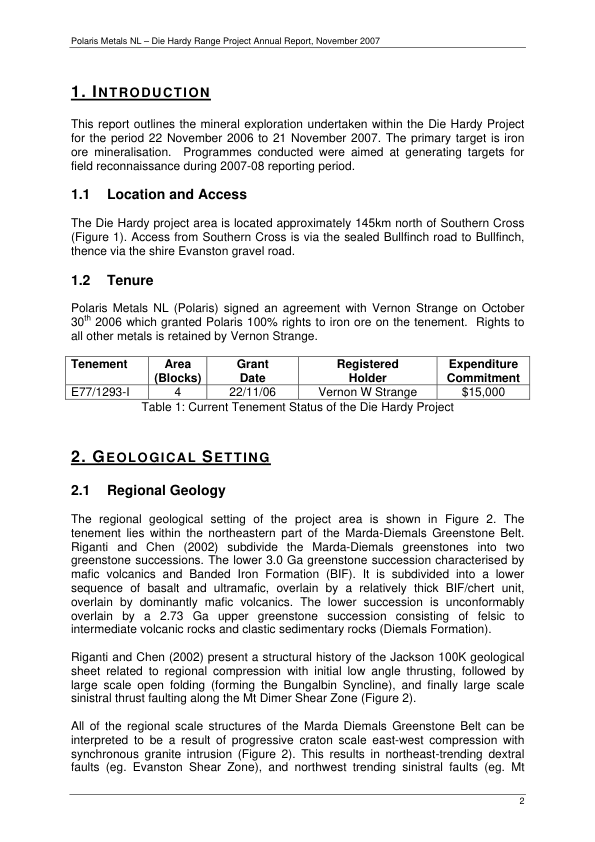 Polaris Metals NL – Die Hardy Range Project Annual Report, November 2007
1. INTRODUCTION
This report outlines the mineral exploration undertaken within the Die Hardy Project
for the period 22 November 2006 to 21 November 2007. The primary target is iron
ore mineralisation. Programmes conducted were aimed at generating targets for
field reconnaissance during 2007-08 reporting period.
1.1 Location and Access
The Die Hardy project area is located approximately 145km north of Southern Cross
(Figure 1). Access from Southern Cross is via the sealed Bullfinch road to Bullfinch,
thence via the shire Evanston gravel road.
1.2 Tenure
Polaris Metals NL (Polaris) signed an agreement with Vernon Strange on October
30th 2006 which granted Polaris 100% rights to iron ore on the tenement. Rights to
all other metals is retained by Vernon Strange.
Tenement Area Grant Registered Expenditure
(Blocks) Date Holder Commitment
E77/1293-I 4 22/11/06 Vernon W Strange $15,000
Table 1: Current Tenement Status of the Die Hardy Project
2. GEOLOGICAL SETTING
2.1 Regional Geology
The regional geological setting of the project area is shown in Figure 2. The
tenement lies within the northeastern part of the Marda-Diemals Greenstone Belt.
Riganti and Chen (2002) subdivide the Marda-Diemals greenstones into two
greenstone successions. The lower 3.0 Ga greenstone succession characterised by
mafic volcanics and Banded Iron Formation (BIF). It is subdivided into a lower
sequence of basalt and ultramafic, overlain by a relatively thick BIF/chert unit,
overlain by dominantly mafic volcanics. The lower succession is unconformably
overlain by a 2.73 Ga upper greenstone succession consisting of felsic to
intermediate volcanic rocks and clastic sedimentary rocks (Diemals Formation).
Riganti and Chen (2002) present a structural history of the Jackson 100K geological
sheet related to regional compression with initial low angle thrusting, followed by
large scale open folding (forming the Bungalbin Syncline), and finally large scale
sinistral thrust faulting along the Mt Dimer Shear Zone (Figure 2).
All of the regional scale structures of the Marda Diemals Greenstone Belt can be
interpreted to be a result of progressive craton scale east-west compression with
synchronous granite intrusion (Figure 2). This results in northeast-trending dextral
faults (eg. Evanston Shear Zone), and northwest trending sinistral faults (eg. Mt
2